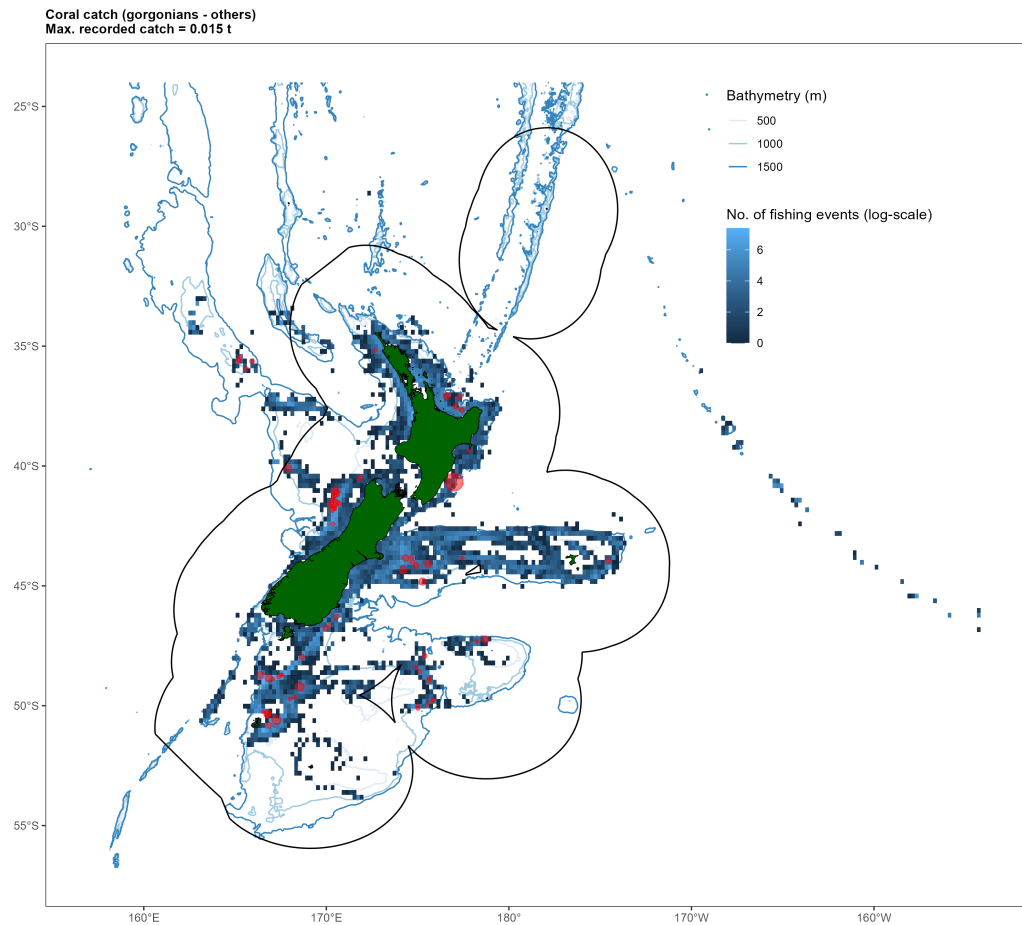 Coral catch (gorgonians - others)
Max. recorded catch = 0.015 t
Bathymetry (m)
500
1000
1500
No. of fishing events (log-scale)
6
4
2
0
25°S
30°S
35°S
40°S
45°S
50°S
55°S
160°E
170°E
180°
170°W
160°W